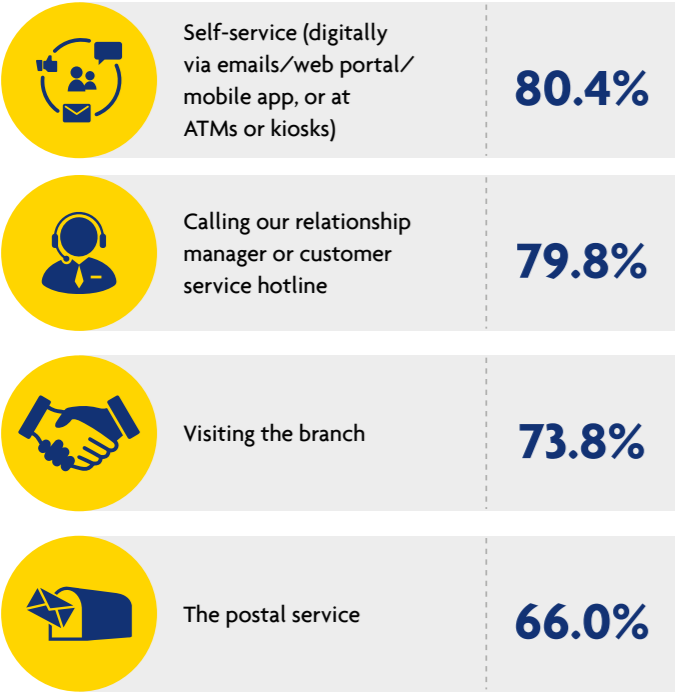 Self-service (digitally
via emails/web portal/
mobile app, or at
ATMs or kiosks)
80.4%
Calling our relationship
manager or customer
service hotline
79.8%
Visiting the branch
73.8%
The postal service
66.0%